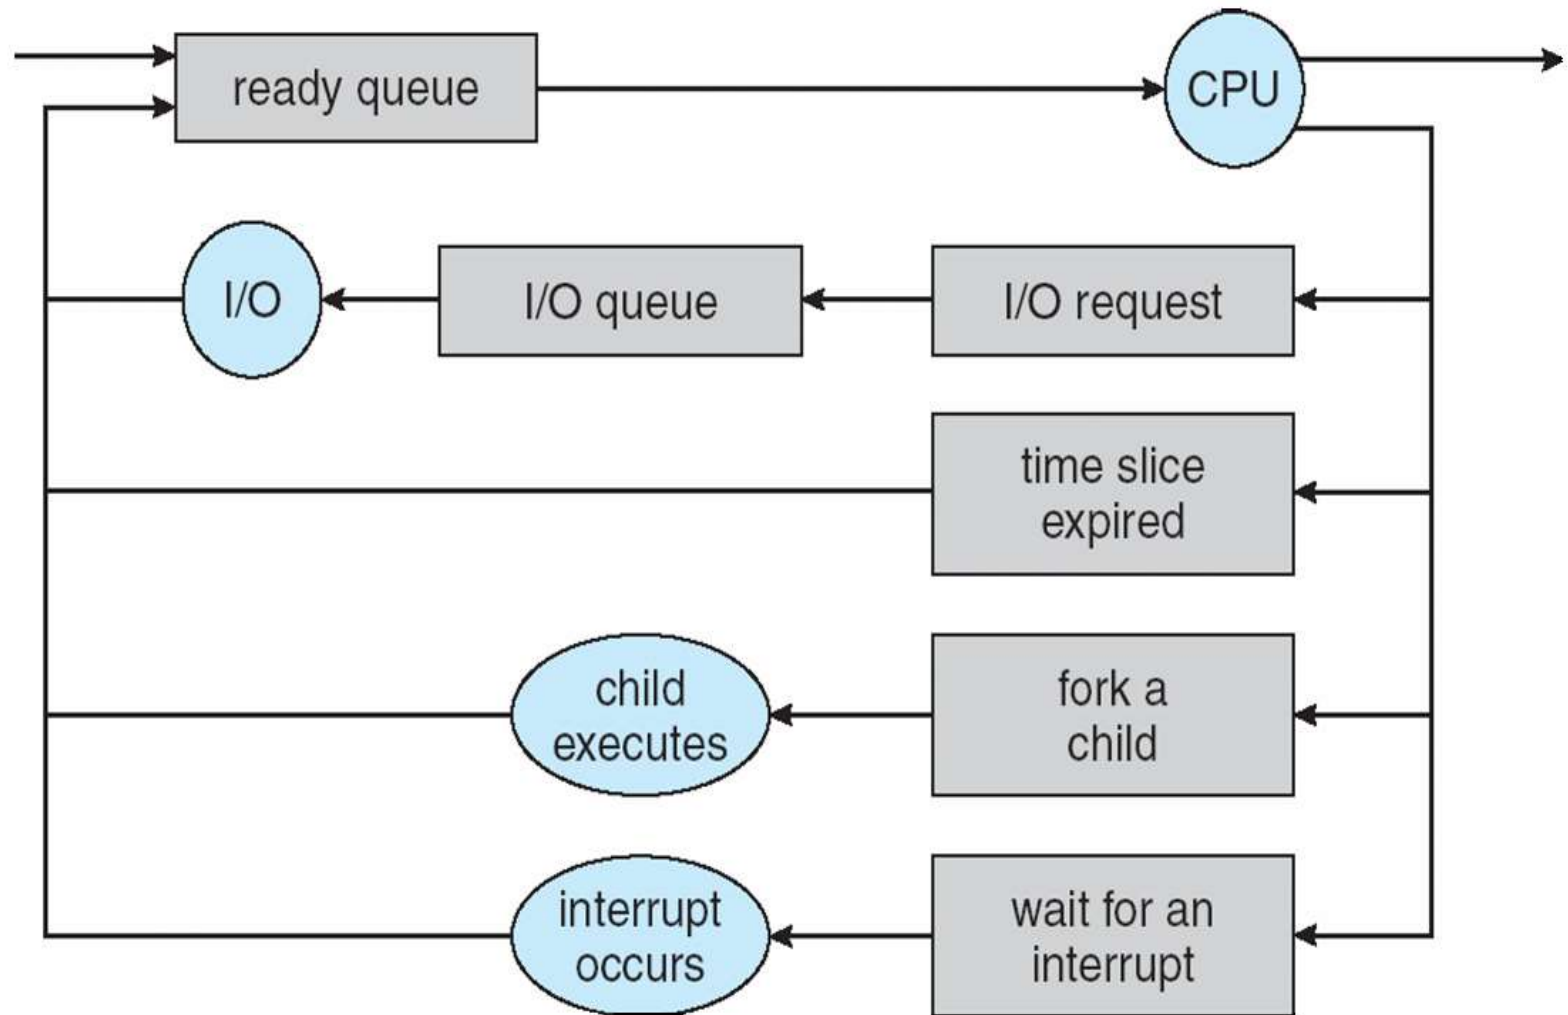 ready queue
CPU
I/O
I/O queue
I/O request
time slice
expired
child
executes
fork a
child
interrupt
occurs
wait for an
interrupt